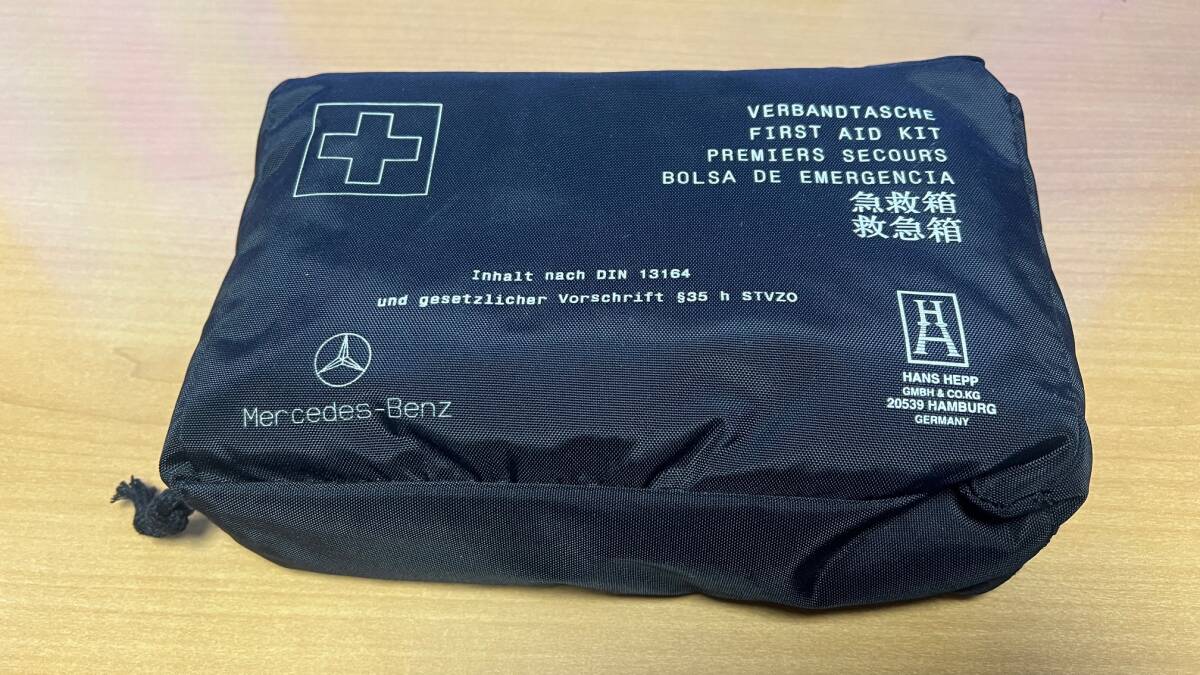 VERBANDTASCHE
FIRST AID KIT
PREMIERS SECOURS
BOLSA DE EMERGENCIA
急救箱
救急箱
Inhalt nach DIN 13164
und gesetzlicher Vorschrift §35 h STVZO
Mercedes-Benz
HA
HANS HEPP
GMBH & CO.KG
20539 HAMBURG
GERMANY